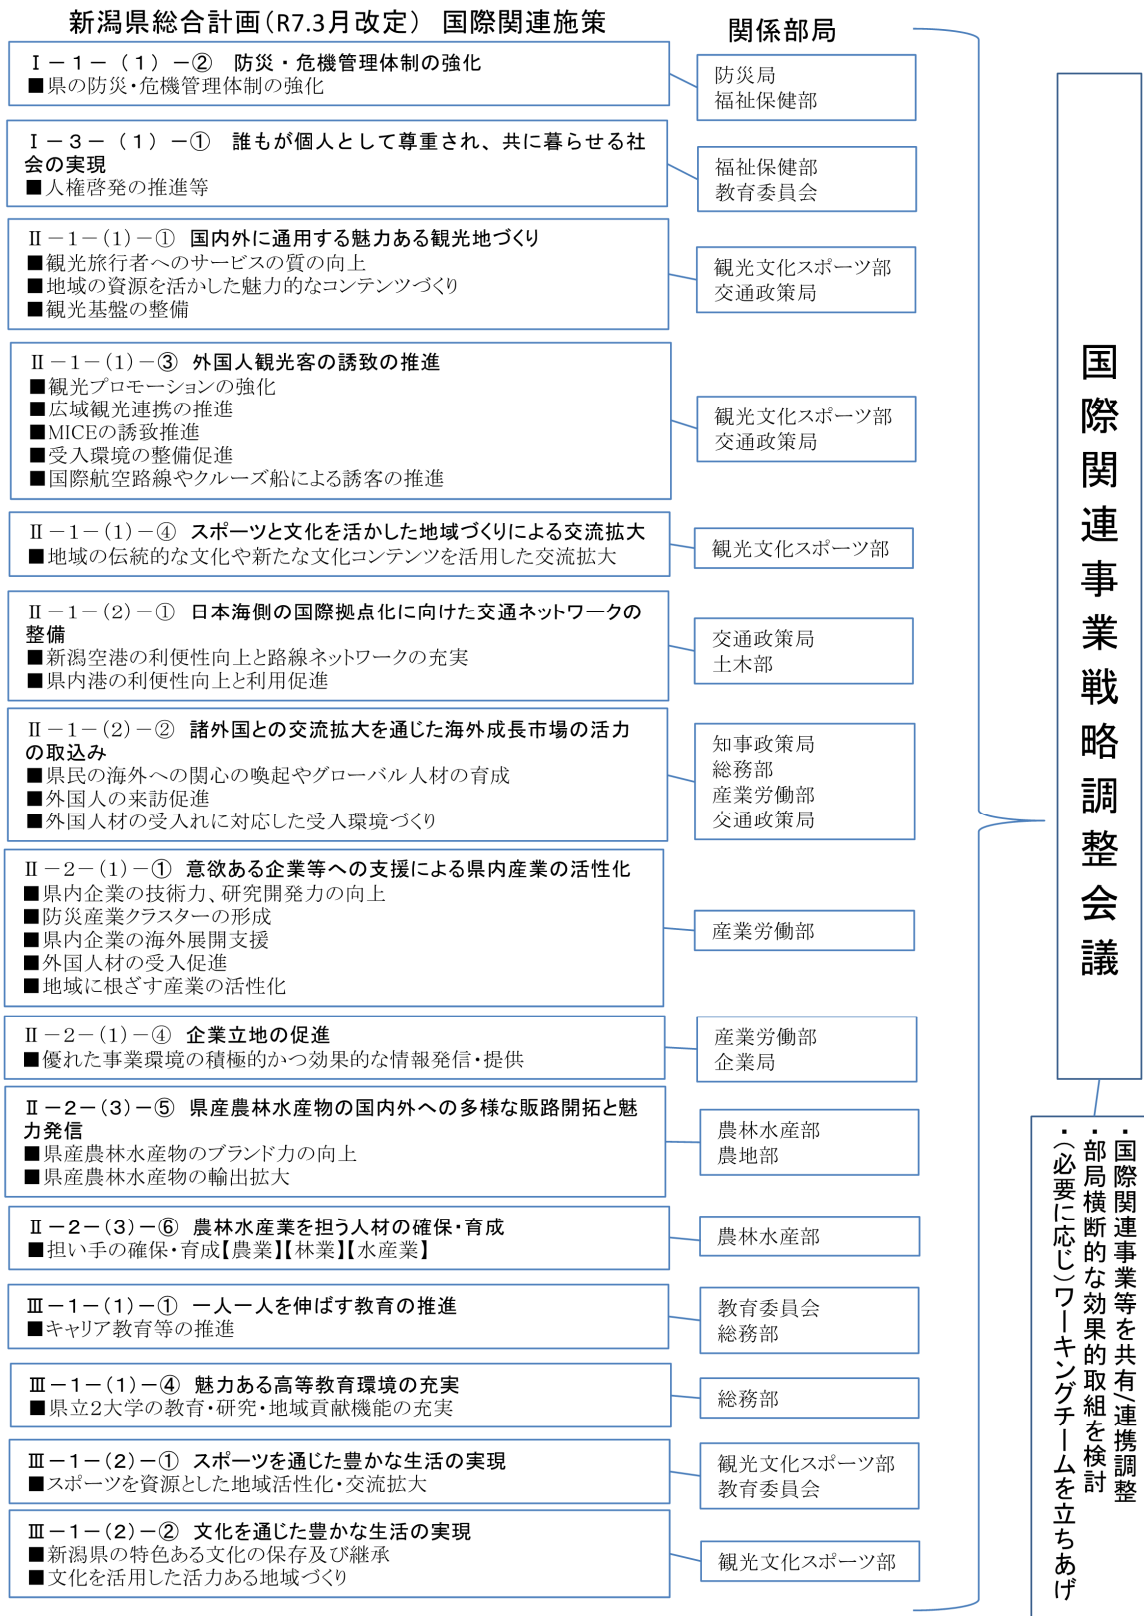 新潟県総合計画（R7.3月改定）　国際関連施策
関係部局
Ⅰ－１－（１）－②　防災・危機管理体制の強化
■県の防災・危機管理体制の強化
防災局
福祉保健部
Ⅰ－３－（１）－①　誰もが個人として尊重され、共に暮らせる社
会の実現
■人権啓発の推進等
福祉保健部
教育委員会
Ⅱ－１－(１)－①　国内外に通用する魅力ある観光地づくり
■観光旅行者へのサービスの質の向上
■地域の資源を活かした魅力的なコンテンツづくり
■観光基盤の整備
観光文化スポーツ部
交通政策局
Ⅱ－１－(１)－③　外国人観光客の誘致の推進
■観光プロモーションの強化
■広域観光連携の推進
■MICEの誘致推進
■受入環境の整備促進
■国際航空路線やクルーズ船による誘客の推進
観光文化スポーツ部
交通政策局
Ⅱ－１－(１)－④　スポーツと文化を活かした地域づくりによる交流拡大
■地域の伝統的な文化や新たな文化コンテンツを活用した交流拡大
観光文化スポーツ部
Ⅱ－１－(２)－①　日本海側の国際拠点化に向けた交通ネットワークの
整備
■新潟空港の利便性向上と路線ネットワークの充実
■県内港の利便性向上と利用促進
交通政策局
土木部
Ⅱ－１－(２)－②　諸外国との交流拡大を通じた海外成長市場の活力
の取込み
■県民の海外への関心の喚起やグローバル人材の育成
■外国人の来訪促進
■外国人材の受入れに対応した受入環境づくり
知事政策局
総務部
産業労働部
交通政策局
Ⅱ－２－(１)－①　意欲ある企業等への支援による県内産業の活性化
■県内企業の技術力、研究開発力の向上
■防災産業クラスターの形成
■県内企業の海外展開支援
■外国人材の受入促進
■地域に根ざす産業の活性化
産業労働部
Ⅱ－２－(１)－④　企業立地の促進
■優れた事業環境の積極的かつ効果的な情報発信・提供
産業労働部
企業局
Ⅱ－２－(３)－⑤　県産農林水産物の国内外への多様な販路開拓と魅
力発信
■県産農林水産物のブランド力の向上
■県産農林水産物の輸出拡大
農林水産部
農地部
Ⅱ－２－(３)－⑥　農林水産業を担う人材の確保・育成
■担い手の確保・育成【農業】【林業】【水産業】
農林水産部
Ⅲ－１－(１)－①　一人一人を伸ばす教育の推進
■キャリア教育等の推進
教育委員会
総務部
Ⅲ－１－(１)－④　魅力ある高等教育環境の充実
■県立２大学の教育・研究・地域貢献機能の充実
総務部
Ⅲ－１－(２)－①　スポーツを通じた豊かな生活の実現
■スポーツを資源とした地域活性化・交流拡大
観光文化スポーツ部
教育委員会
Ⅲ－１－(２)－②　文化を通じた豊かな生活の実現
■新潟県の特色ある文化の保存及び継承
■文化を活用した活力ある地域づくり
観光文化スポーツ部
国際関連事業戦略調整会議
・国際関連事業等を共有/連携調整
・部局横断的な効果的取組を検討
・（必要に応じ）ワーキングチームを立ちあげ